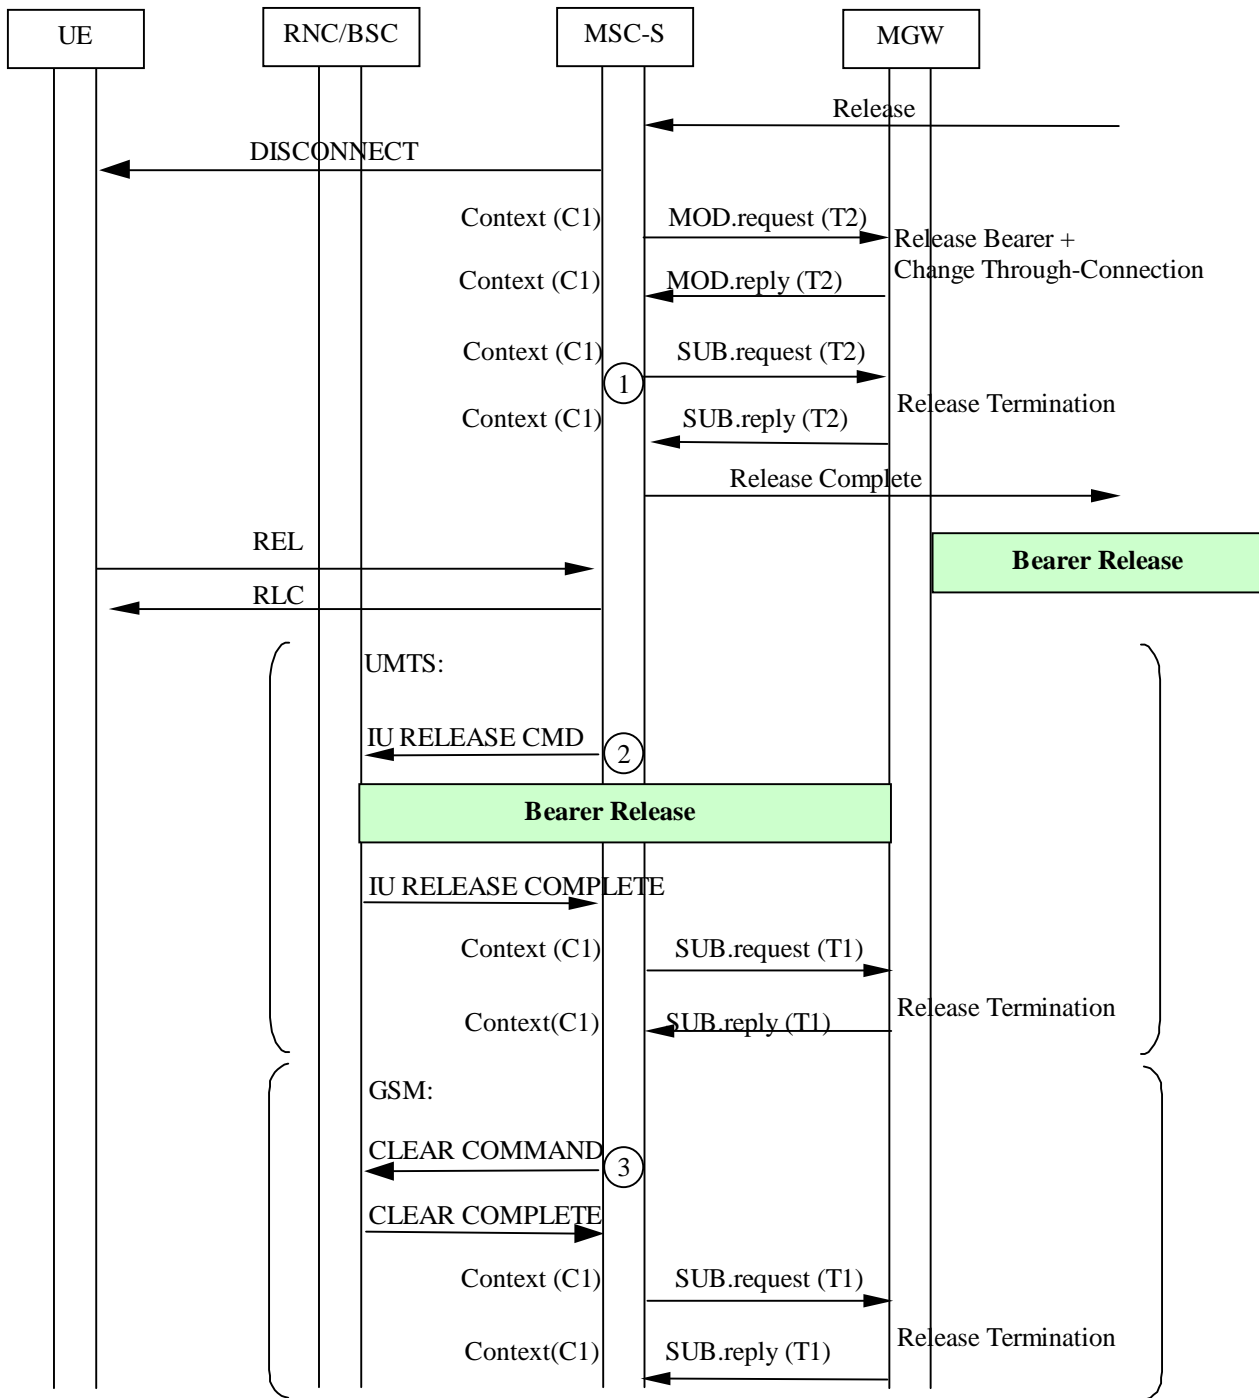 UE
RNC/BSC
MSC-S
MGW
Release
DISCONNECT
Context (C1)
MOD.request (T2)
Release Bearer +
Change Through-Connection
Context (C1)
MOD.reply (T2)
Context (C1)
SUB.request (T2)
1
Release Termination
Context (C1)
SUB.reply (T2)
Release Complete
REL
Bearer Release
RLC
UMTS:
IU RELEASE CMD
2
Bearer Release
IU RELEASE COMPLETE
Context (C1)
SUB.request (T1)
Release Termination
Context(C1)
SUB.reply (T1)
GSM:
CLEAR COMMAND
3
CLEAR COMPLETE
Context (C1)
SUB.request (T1)
Release Termination
Context(C1)
SUB.reply (T1)